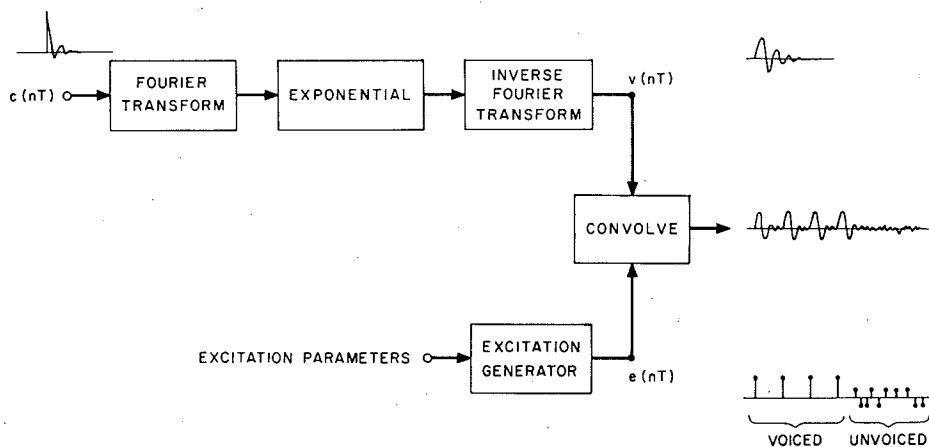 c(nT)
FOURIER
TRANSFORM
EXPONENTIAL
INVERSE
FOURIER
TRANSFORM
v(nT)
CONVOLVE
EXCITATION PARAMETERS
EXCITATION
GENERATOR
e(nT)
VOICED UNVOICED